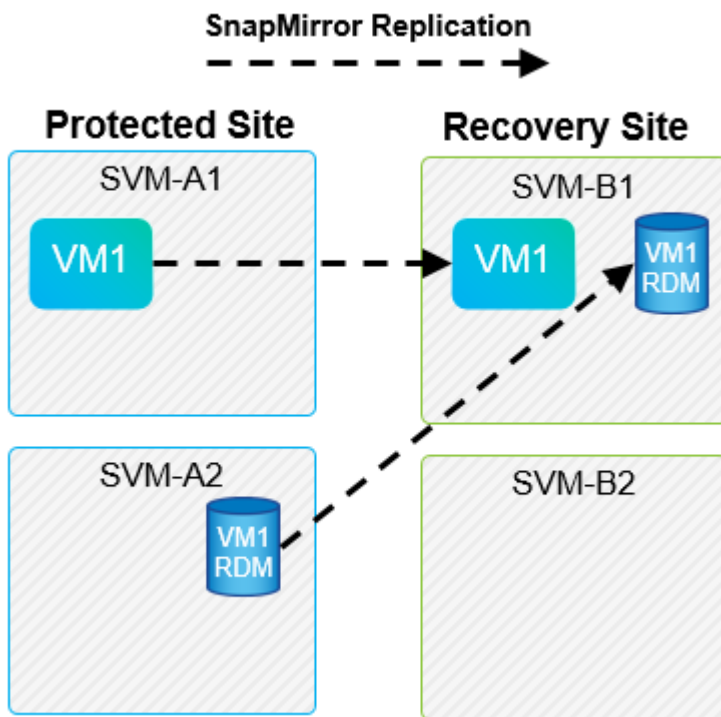 SnapMirror Replication
Protected Site
Recovery Site
SVM-A1
SVM-B1
VM1
VM1
VM1
RDM
SVM-A2
SVM-B2
VM1
RDM